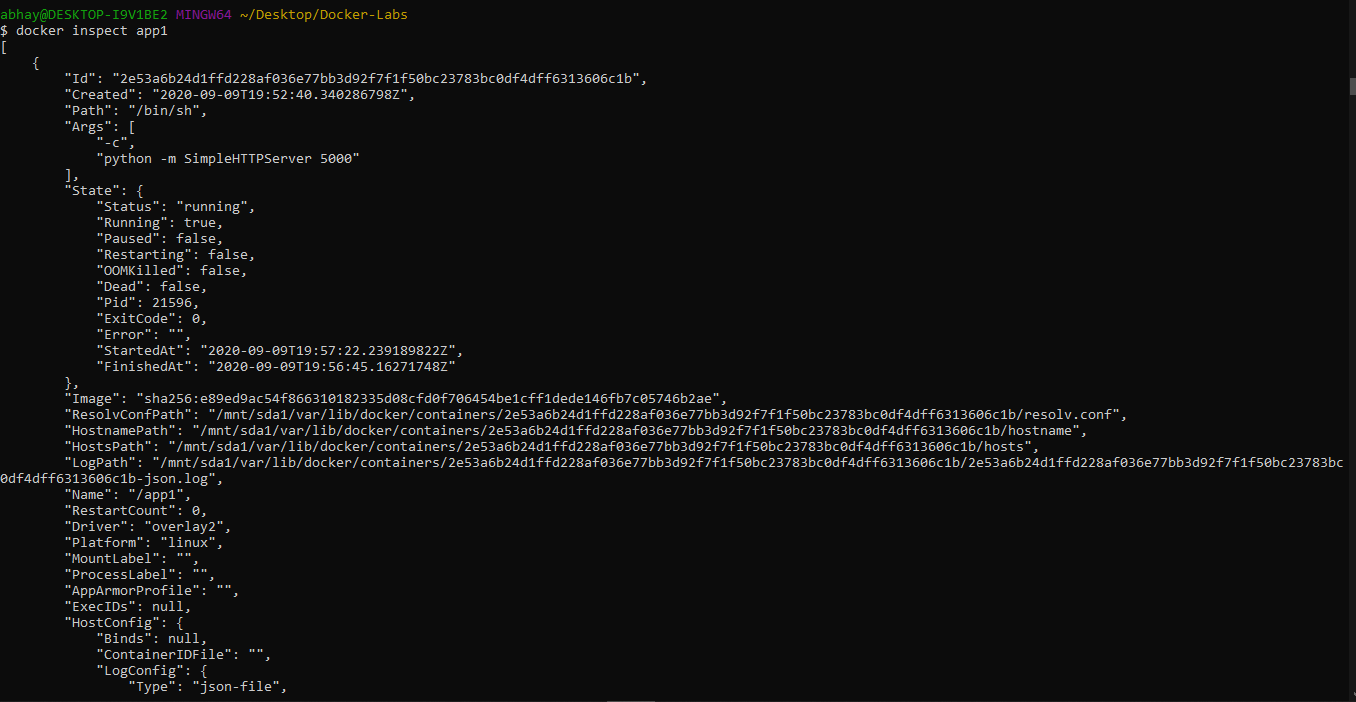 abhay@DESKTOP-I9V1BE2 MINGW64 ~/Desktop/Docker-Labs
$ docker inspect app1
[
    {
        "Id": "2e53a6b24d1ffd228af036e77bb3d92f7f1f50bc23783bc0df4dff6313606c1b",
        "Created": "2020-09-09T19:52:40.340286798Z",
        "Path": "/bin/sh",
        "Args": [
            "-c",
            "python -m SimpleHTTPServer 5000"
        ],
        "State": {
            "Status": "running",
            "Running": true,
            "Paused": false,
            "Restarting": false,
            "OOMKilled": false,
            "Dead": false,
            "Pid": 21596,
            "ExitCode": 0,
            "Error": "",
            "StartedAt": "2020-09-09T19:57:22.239189822Z",
            "FinishedAt": "2020-09-09T19:56:45.16271748Z"
        },
        "Image": "sha256:e89ed9ac54f866310182335d08cfd0f706454be1cff1dede146fb7c05746b2ae",
        "ResolvConfPath": "/mnt/sda1/var/lib/docker/containers/2e53a6b24d1ffd228af036e77bb3d92f7f1f50bc23783bc0df4dff6313606c1b/resolv.conf",
        "HostnamePath": "/mnt/sda1/var/lib/docker/containers/2e53a6b24d1ffd228af036e77bb3d92f7f1f50bc23783bc0df4dff6313606c1b/hostname",
        "HostsPath": "/mnt/sda1/var/lib/docker/containers/2e53a6b24d1ffd228af036e77bb3d92f7f1f50bc23783bc0df4dff6313606c1b/hosts",
        "LogPath": "/mnt/sda1/var/lib/docker/containers/2e53a6b24d1ffd228af036e77bb3d92f7f1f50bc23783bc0df4dff6313606c1b/2e53a6b24d1ffd228af036e77bb3d92f7f1f50bc23783bc
0df4dff6313606c1b-json.log",
        "Name": "/app1",
        "RestartCount": 0,
        "Driver": "overlay2",
        "Platform": "linux",
        "MountLabel": "",
        "ProcessLabel": "",
        "AppArmorProfile": "",
        "ExecIDs": null,
        "HostConfig": {
            "Binds": null,
            "ContainerIDFile": "",
            "LogConfig": {
                "Type": "json-file",